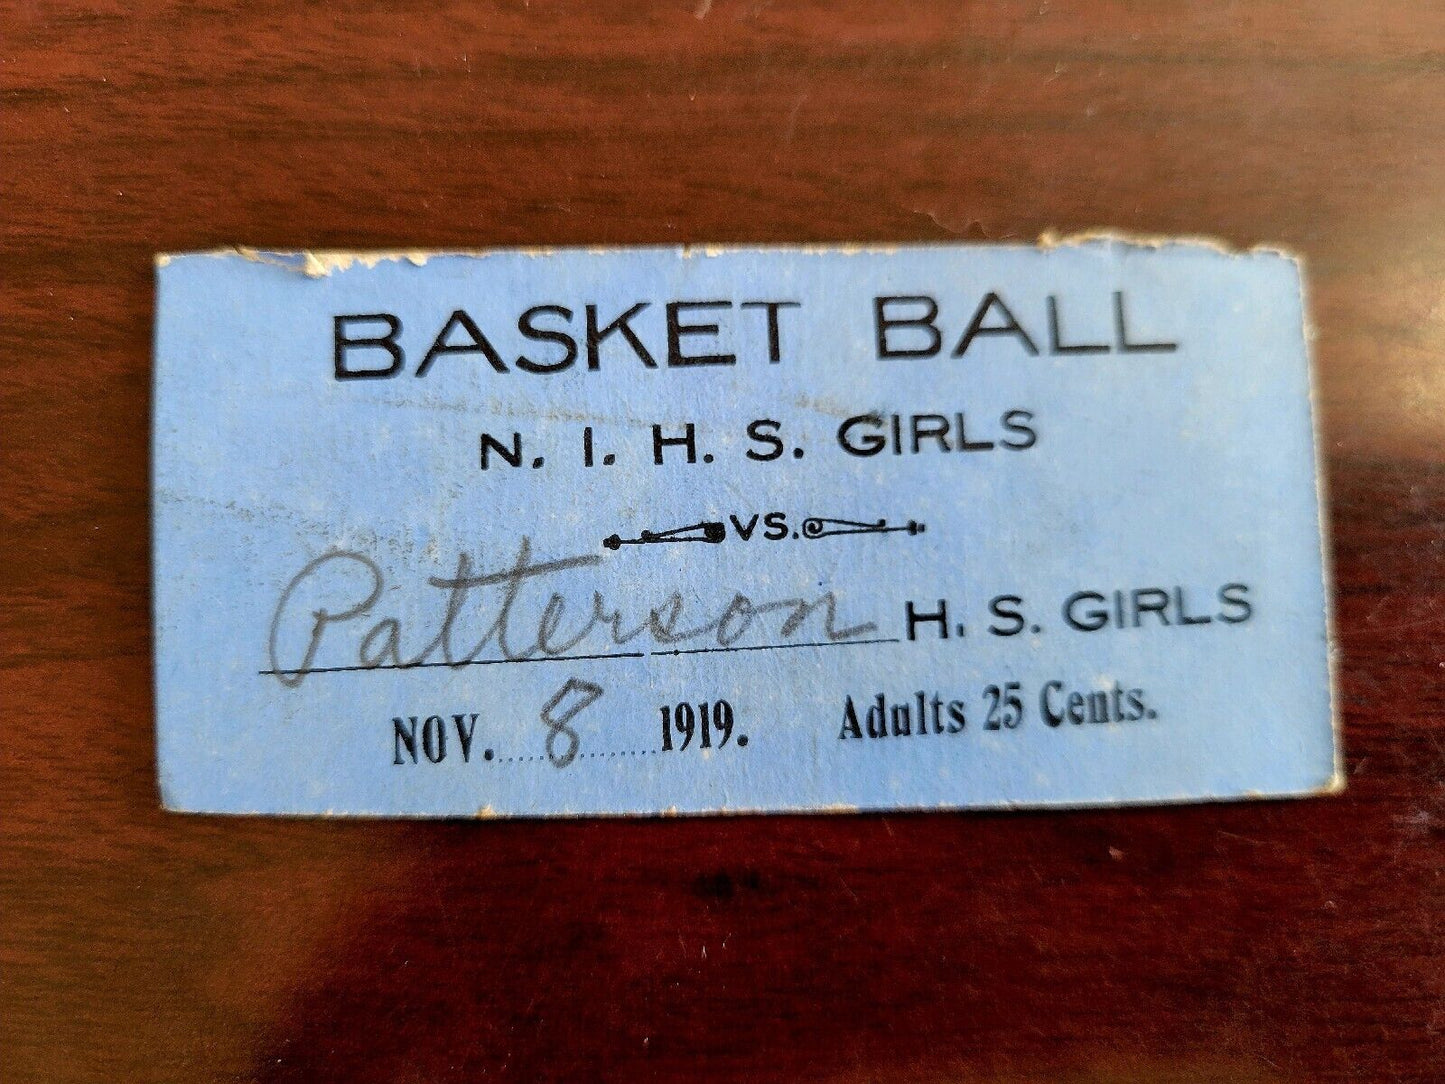 BASKET BALL
N. I. H. S. GIRLS
VS.
Patterson H. S. GIRLS
NOV. 8 1919. Adults 25 Cents.